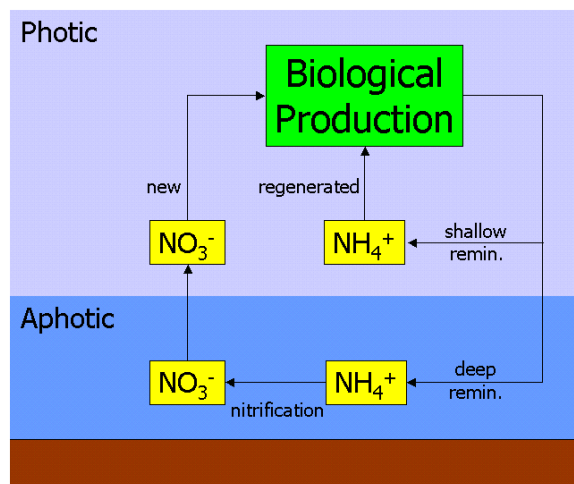 Photic
Biological
Production
new
regenerated
NO₃⁻
NH₄⁺
shallow
remin.
Aphotic
NO₃⁻
nitrification
NH₄⁺
deep
remin.